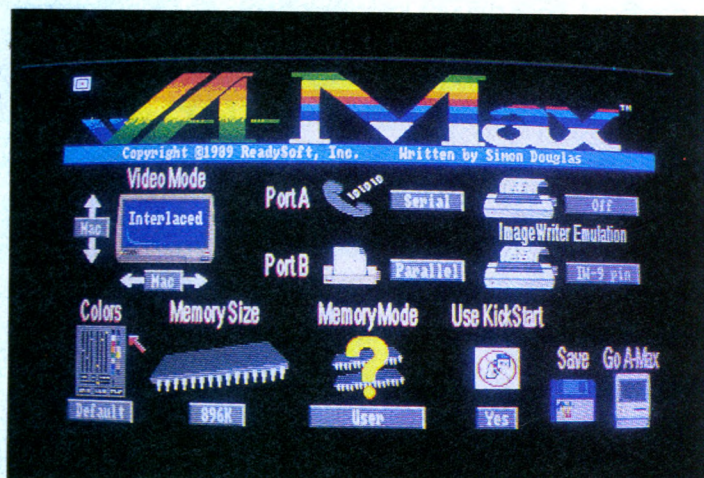 A-Max™
Copyright ©1989 ReadySoft, Inc. Written by Simon Douglas
Video Mode
Mac
Interlaced
Mac
Port A
Serial
Off
ImageWriter Emulation
Port B
Parallel
IW-9 pin
Colors
Default
Memory Size
896K
Memory Mode
User
Use KickStart
Yes
Save
Go A-Max